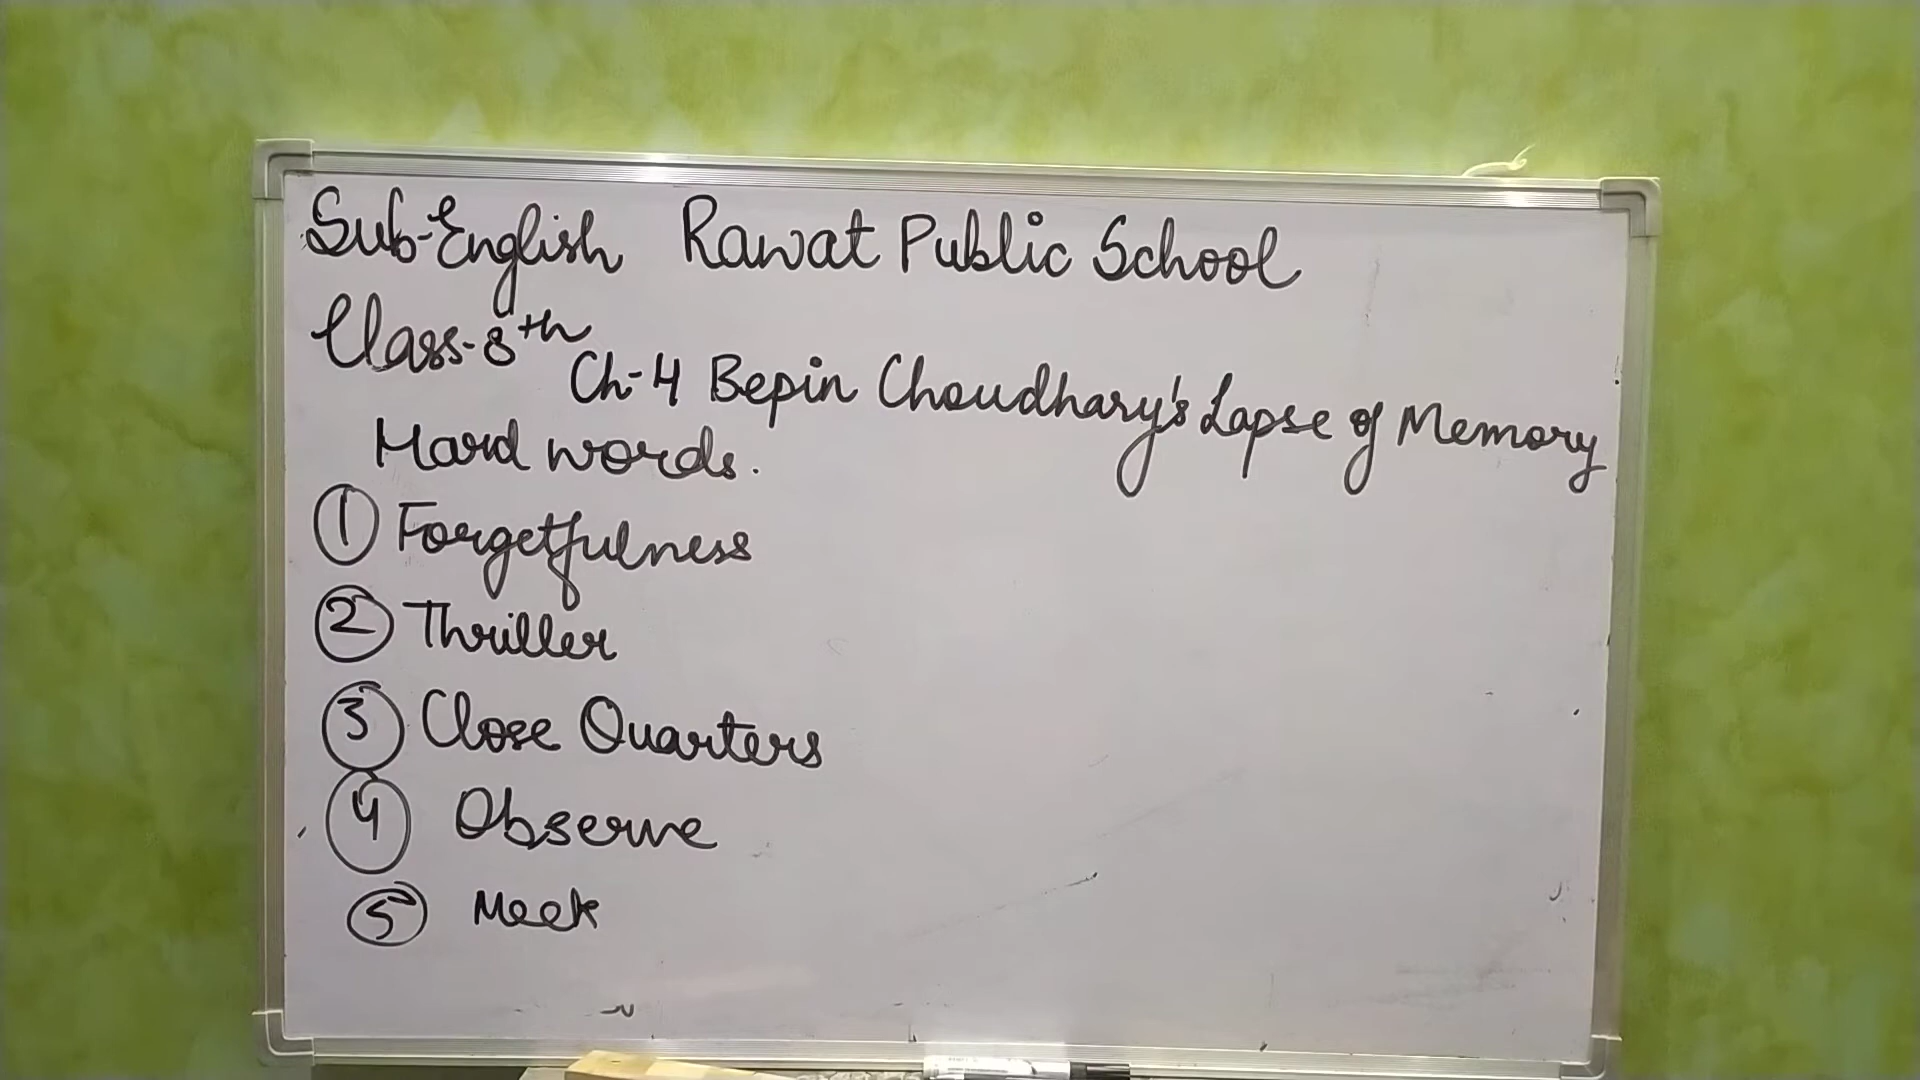 Sub-English Rawat Public School
Class-8th
Ch-4 Bepin Choudhary's Lapse of Memory
Hard words.
1 Forgetfulness
2 Thriller
3 Close Quarters
4 Observe
5 Meek